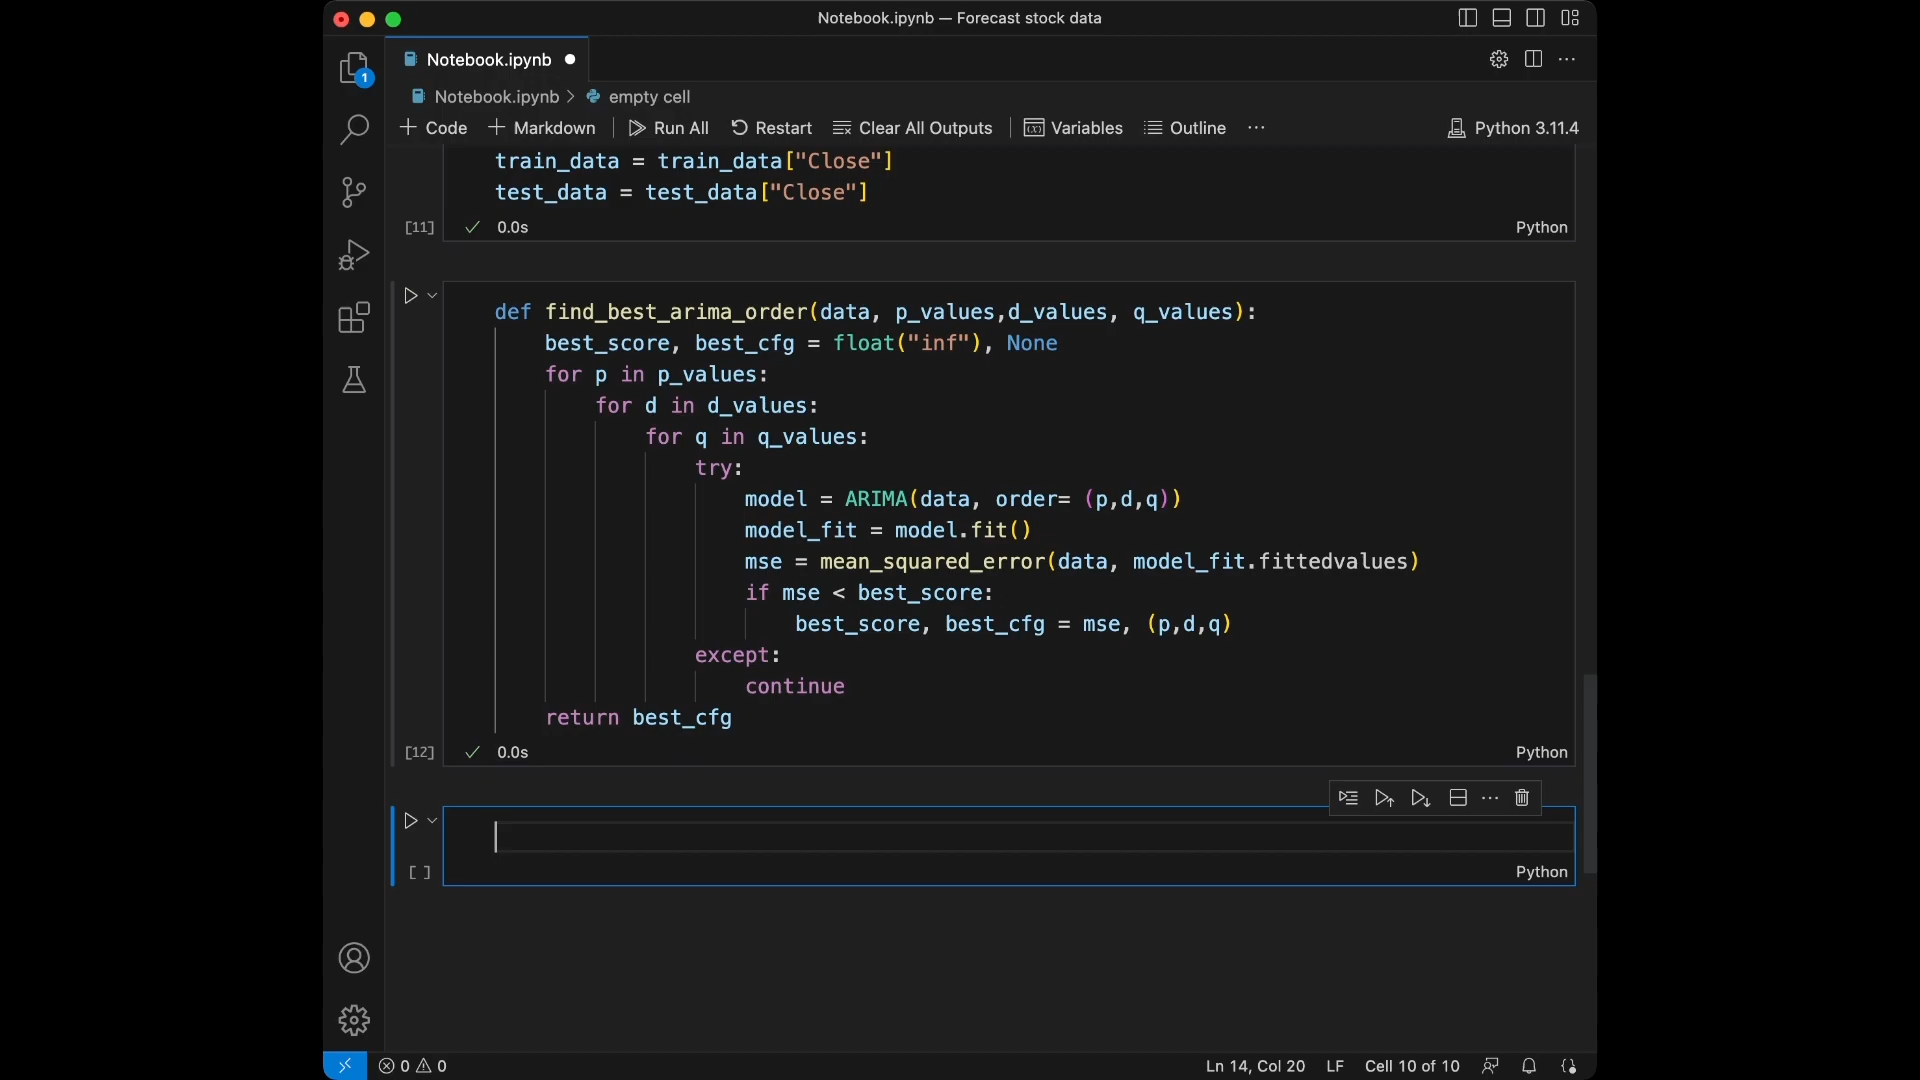 Notebook.ipynb — Forecast stock data
1
Notebook.ipynb
Notebook.ipynb > empty cell
Code Markdown Run All Restart Clear All Outputs Variables Outline ··· Python 3.11.4
train_data = train_data["Close"]
test_data = test_data["Close"]
[11] 0.0s Python
def find_best_arima_order(data, p_values,d_values, q_values):
best_score, best_cfg = float("inf"), None
for p in p_values:
for d in d_values:
for q in q_values:
try:
model = ARIMA(data, order= (p,d,q))
model_fit = model.fit()
mse = mean_squared_error(data, model_fit.fittedvalues)
if mse < best_score:
best_score, best_cfg = mse, (p,d,q)
except:
continue
return best_cfg
[12] 0.0s Python
[ ] Python
0 0 Ln 14, Col 20 LF Cell 10 of 10